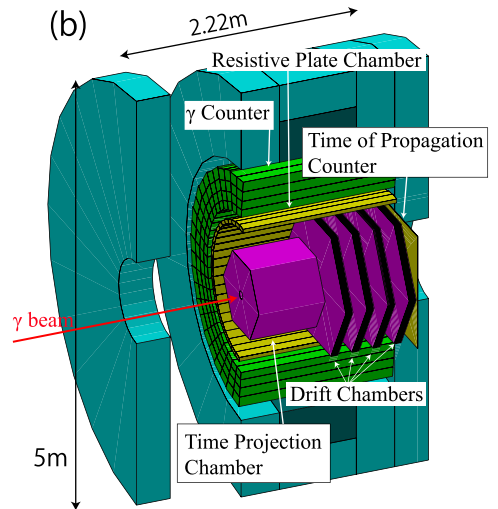 (b)
2.22m
Resistive Plate Chamber
γ Counter
Time of Propagation
Counter
γ beam
Drift Chambers
Time Projection
Chamber
5m